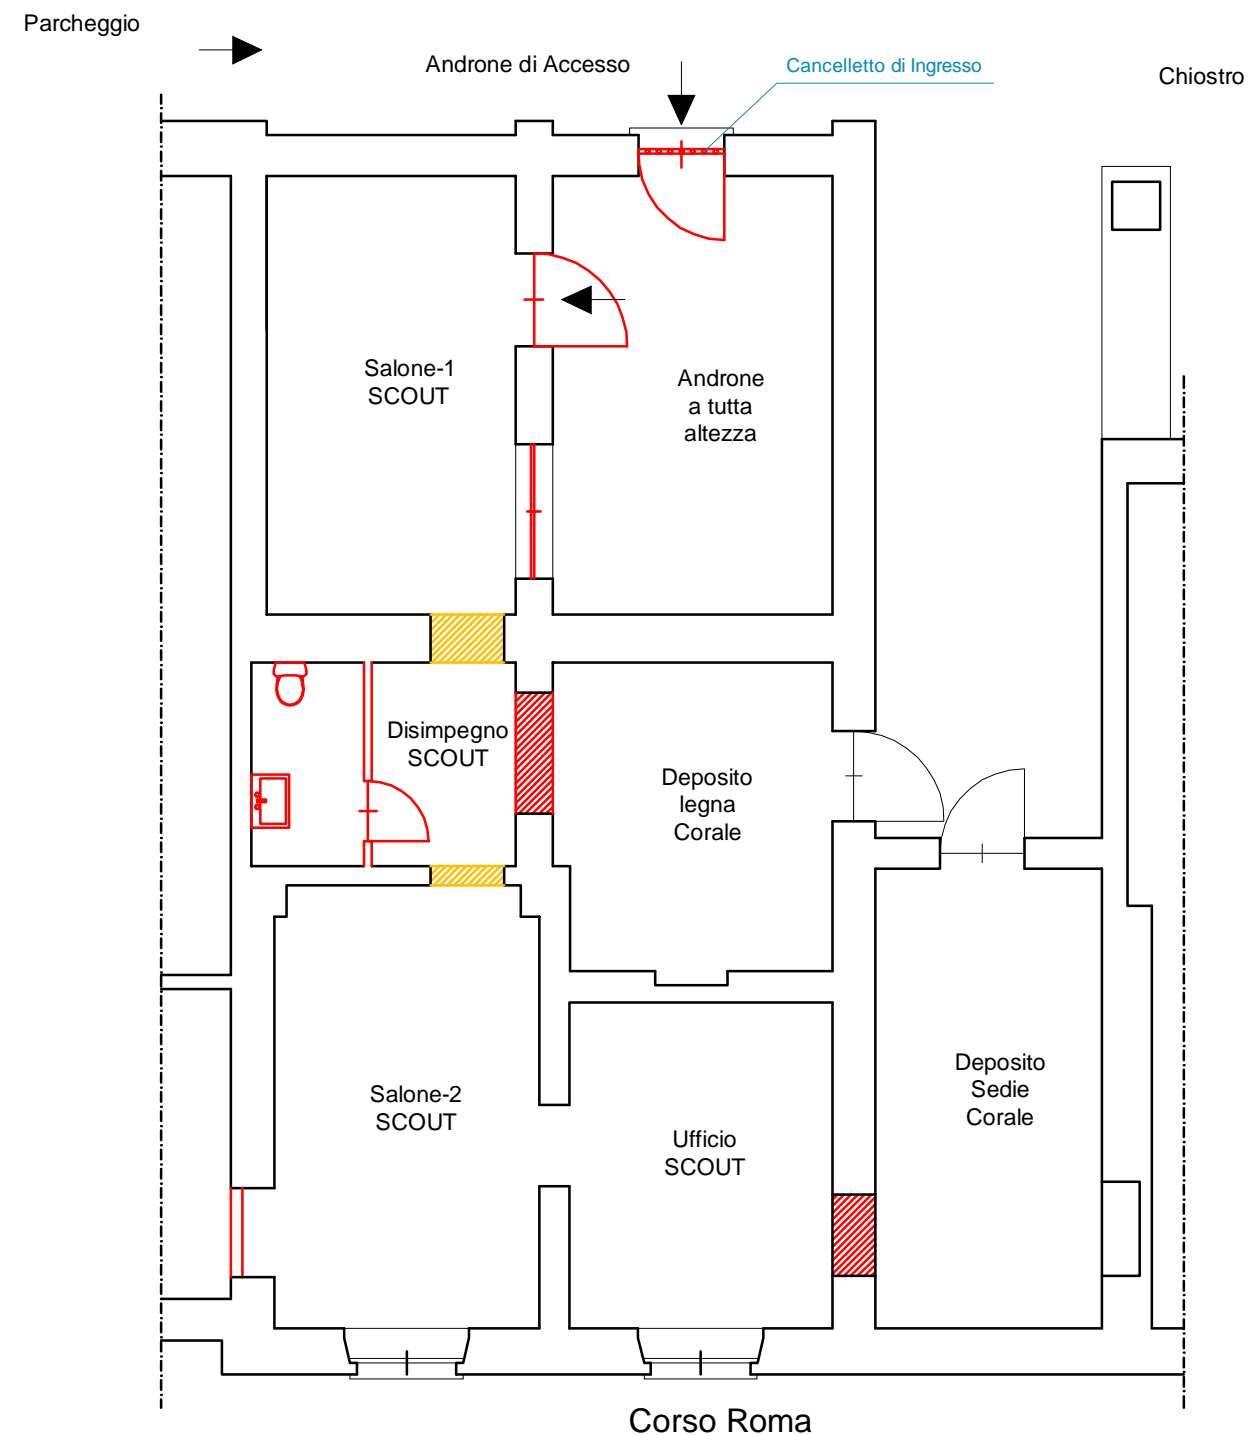 Parcheggio
Androne di Accesso
Cancelletto di Ingresso
Chiostro
Salone-1
SCOUT
Androne
a tutta
altezza
Disimpegno
SCOUT
Deposito
legna
Corale
Salone-2
SCOUT
Ufficio
SCOUT
Deposito
Sedie
Corale
Corso Roma